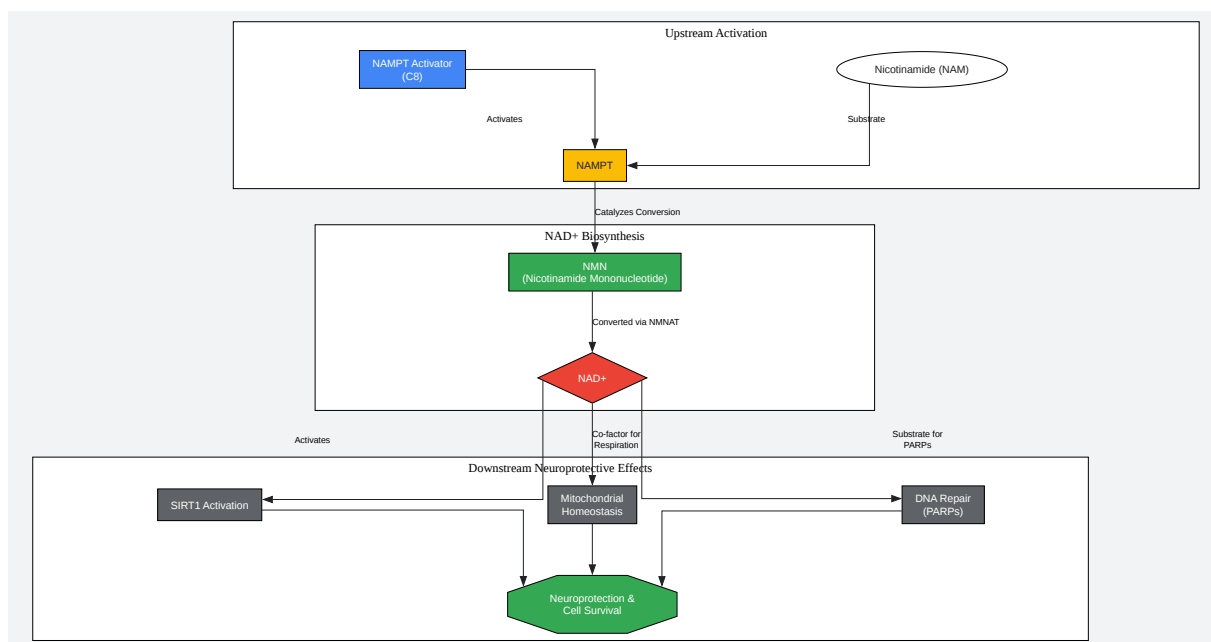 Upstream Activation
NAMPT Activator
(C8)
Nicotinamide (NAM)
Activates
Substrate
NAMPT
Catalyzes Conversion
NAD+ Biosynthesis
NMN
(Nicotinamide Mononucleotide)
Converted via NMNAT
NAD+
Activates
Co-factor for
Respiration
Substrate for
PARPs
Downstream Neuroprotective Effects
SIRT1 Activation
Mitochondrial
Homeostasis
DNA Repair
(PARPs)
Neuroprotection &
Cell Survival